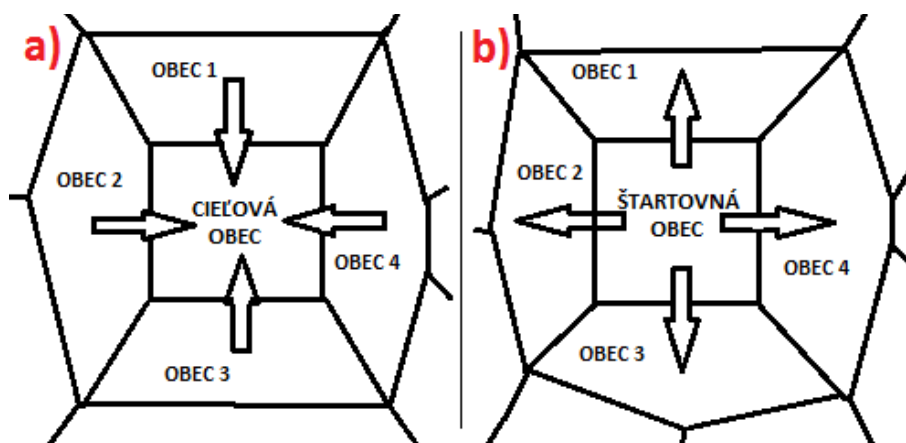 a)
OBEC 1
OBEC 2
CIEĽOVÁ
OBEC
OBEC 4
OBEC 3
b)
OBEC 1
OBEC 2
ŠTARTOVNÁ
OBEC
OBEC 4
OBEC 3